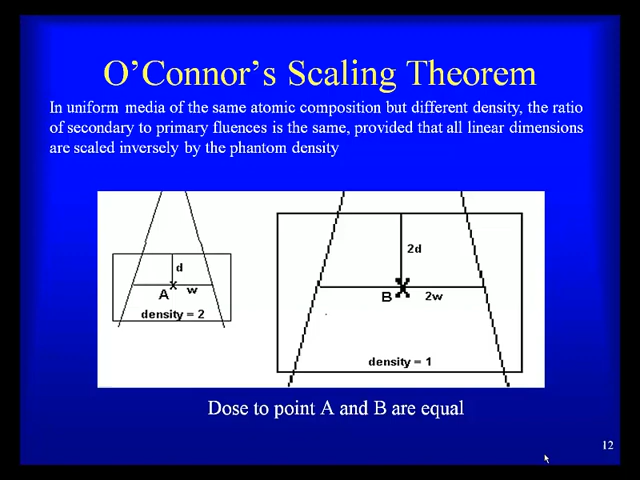 O'Connor's Scaling Theorem
In uniform media of the same atomic composition but different density, the ratio
of secondary to primary fluences is the same, provided that all linear dimensions
are scaled inversely by the phantom density
d
A
w
density = 2
2d
B
2w
density = 1
Dose to point A and B are equal
12